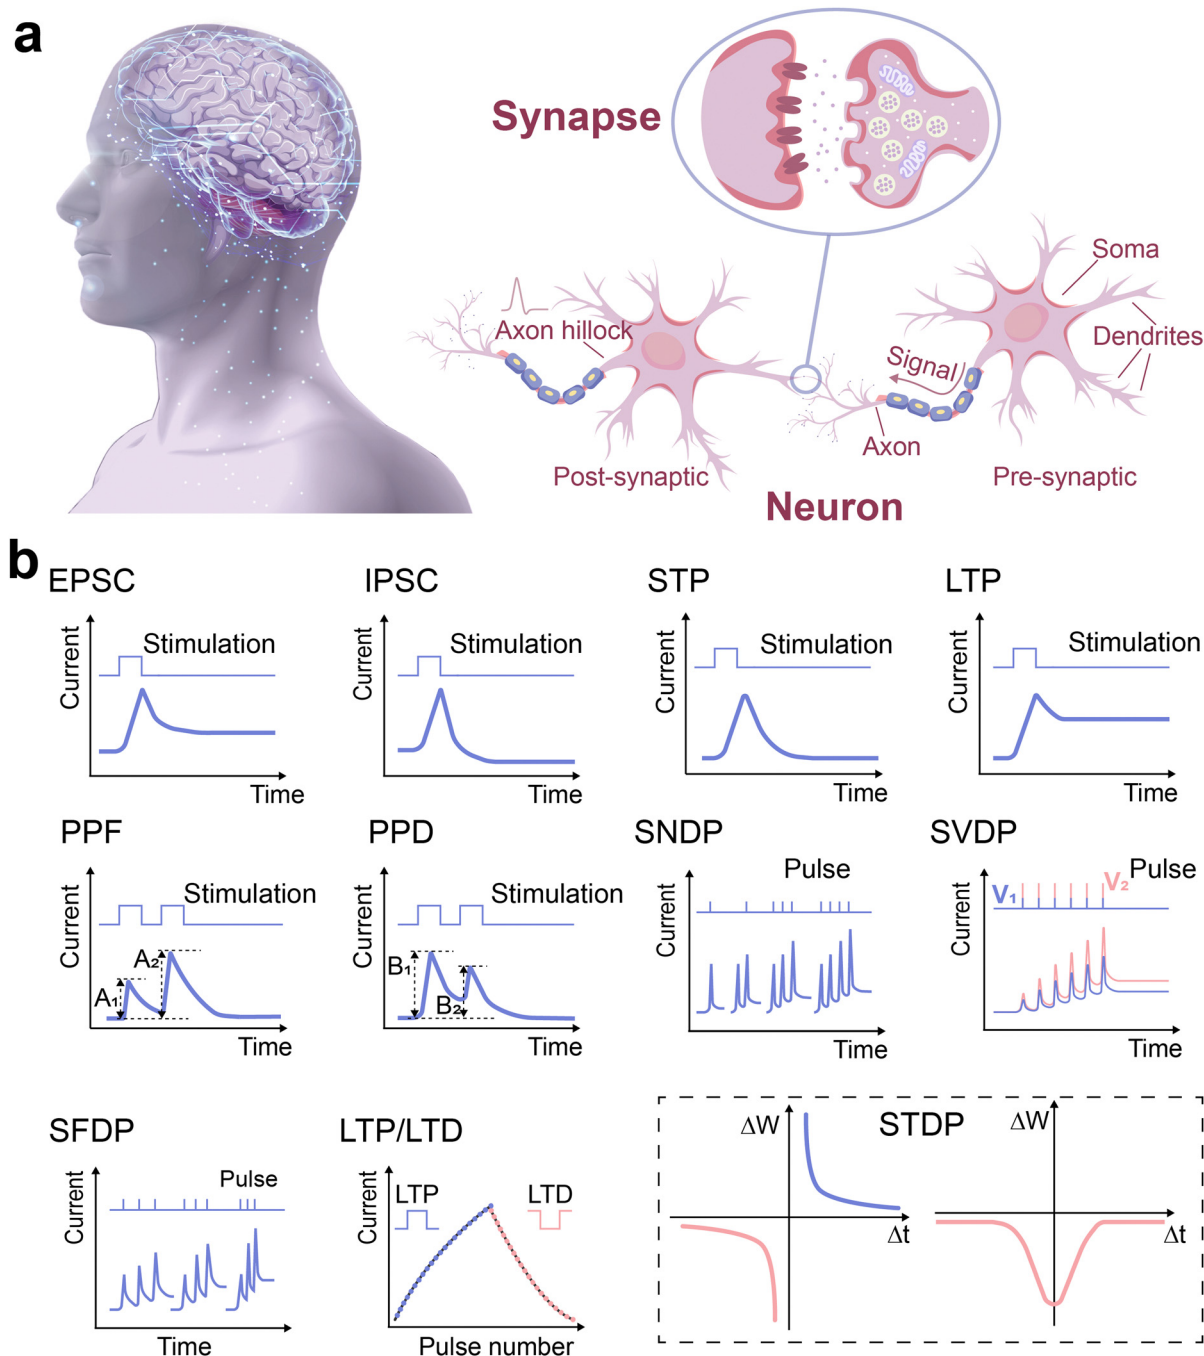 a
Synapse
Soma
Axon hillock
Dendrites
Signal
Axon
Post-synaptic
Pre-synaptic
Neuron
b
EPSC
Current
Stimulation
Time
IPSC
Current
Stimulation
Time
STP
Current
Stimulation
Time
LTP
Current
Stimulation
Time
PPF
Current
Stimulation
A₁
A₂
Time
PPD
Current
Stimulation
B₁
B₂
Time
SNDP
Current
Pulse
Time
SVDP
Current
V₁
V₂
Pulse
Time
SFDP
Current
Pulse
Time
LTP/LTD
Current
LTP
LTD
Pulse number
STDP
ΔW
Δt
ΔW
Δt